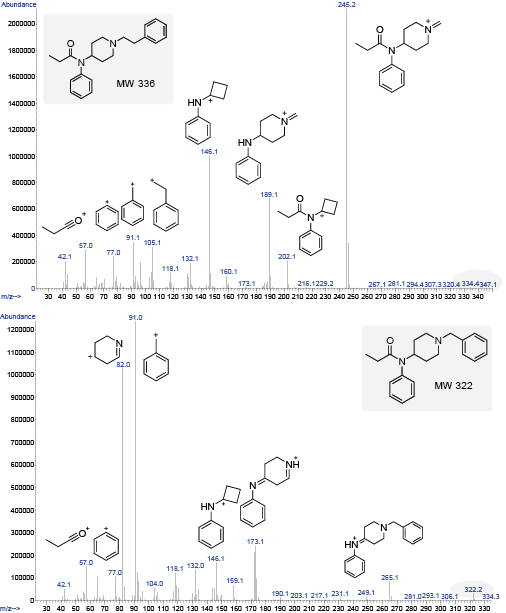 Abundance
245.2
2000000
1800000
1600000
1400000
1200000
1000000
800000
600000
400000
200000
0
MW 336
O
N
N
HN
+
146.1
HN
N
+
189.1
O
N
N
+
O
N
+
202.1
O
+
+
+
+
42.1
57.0
77.0
91.1
105.1
118.1
132.1
160.1
173.1
216.1
229.2
267.1
281.1
294.4
307.3
320.4
334.4
347.1
m/z-->
30 40 50 60 70 80 90 100 110 120 130 140 150 160 170 180 190 200 210 220 230 240 250 260 270 280 290 300 310 320 330 340
Abundance
91.0
1200000
1100000
1000000
900000
800000
700000
600000
500000
400000
300000
200000
100000
0
N
+
82.0
+
O
N
N
MW 322
O
+
+
42.1
57.0
77.0
104.0
118.1
132.0
HN
+
146.1
159.1
N
NH
+
173.1
190.1
203.1
217.1
231.1
249.1
HN
+
N
265.1
281.0
293.1
306.1
322.2
334.3
m/z-->
30 40 50 60 70 80 90 100 110 120 130 140 150 160 170 180 190 200 210 220 230 240 250 260 270 280 290 300 310 320 330